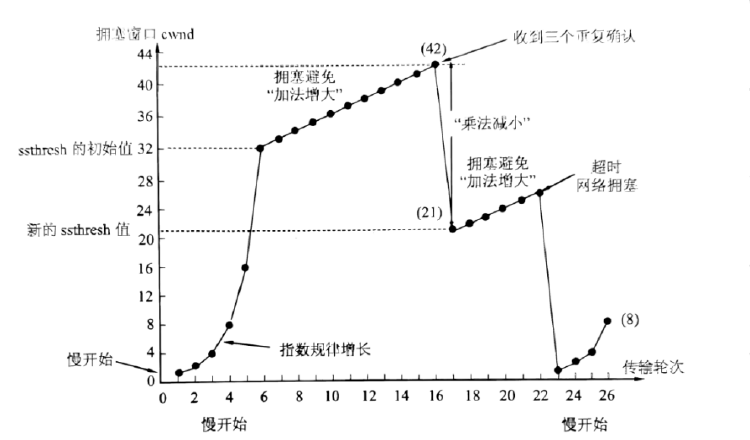 拥塞窗口 cwnd
44
(42)
收到三个重复确认
40
拥塞避免
“加法增大”
36
“乘法减小”
ssthresh 的初始值
32
28
拥塞避免
“加法增大”
超时
网络拥塞
24
(21)
新的 ssthresh 值
20
16
12
8
(8)
指数规律增长
慢开始
4
0
传输轮次
0 2 4 6 8 10 12 14 16 18 20 22 24 26
慢开始
慢开始